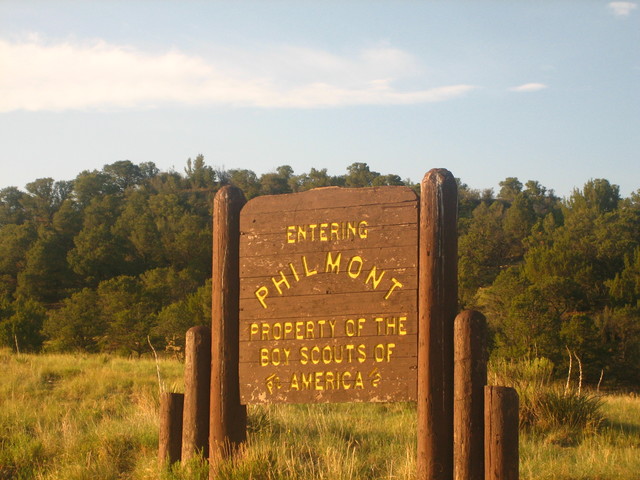 ENTERING
PHILMONT
PROPERTY OF THE
BOY SCOUTS OF
AMERICA